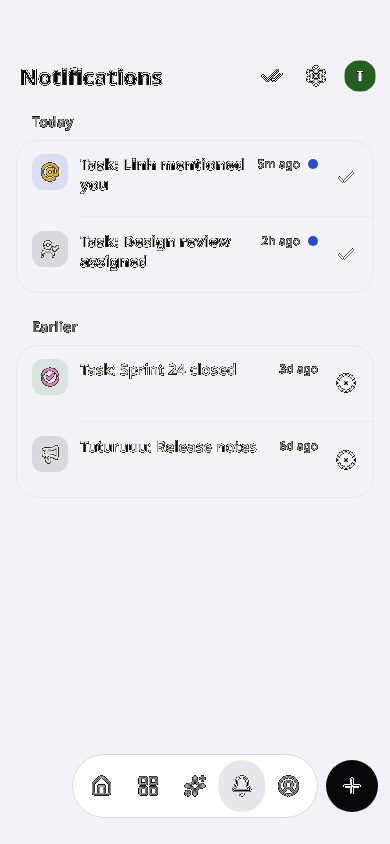 Notifications
T
Today
Task: Linh mentioned you
5m ago
Task: Design review assigned
2h ago
Earlier
Task: Sprint 24 closed
3d ago
Tuturuuu: Release notes
6d ago